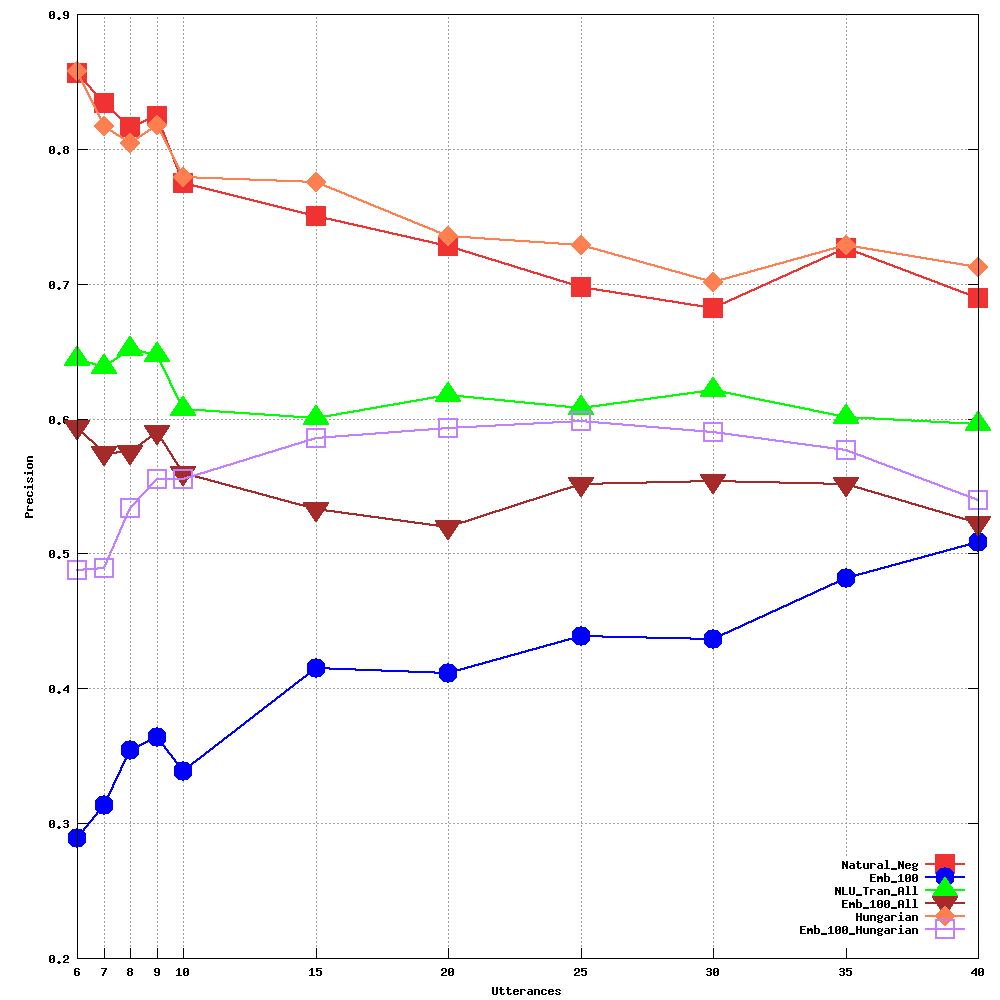 0.9
0.8
0.7
0.6
0.5
0.4
0.3
0.2
Precision
Natural_Neg
Emb_100
NLU_Tran_All
Emb_100_All
Hungarian
Emb_100_Hungarian
6 7 8 9 10 15 20 25 30 35 40
Utterances